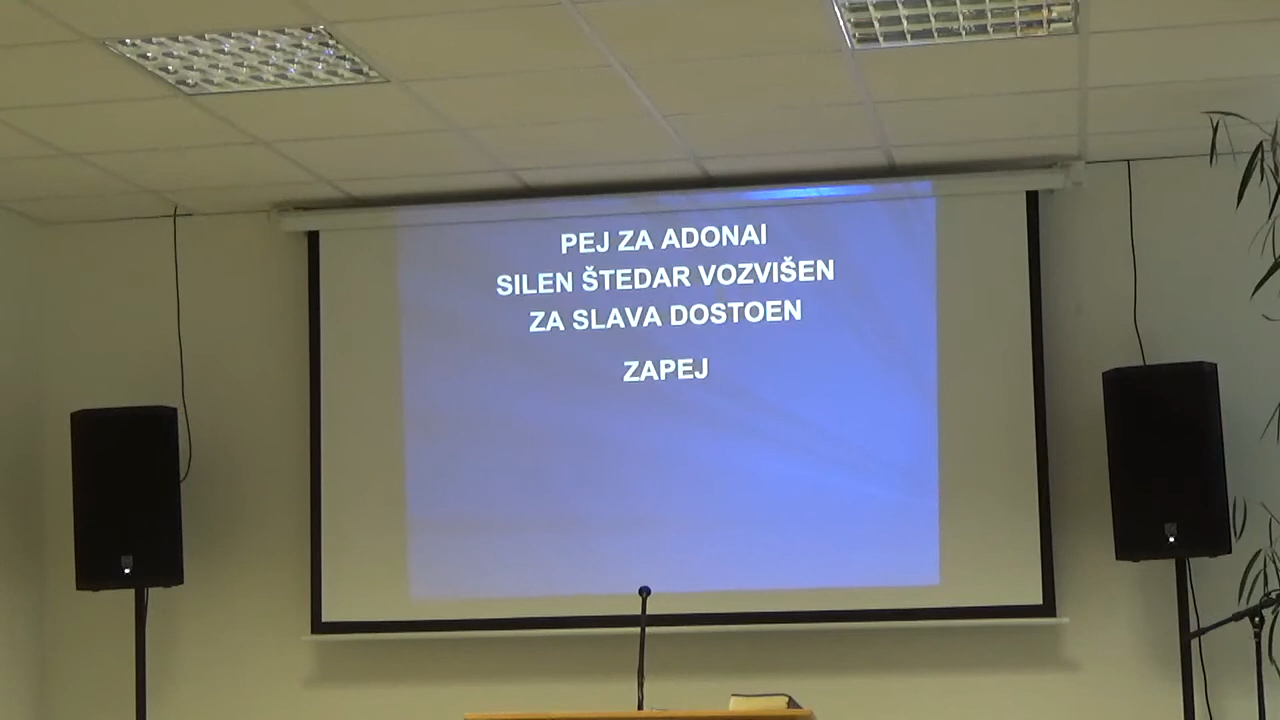 PEJ ZA ADONAI
SILEN ŠTEDAR VOZVIŠEN
ZA SLAVA DOSTOEN
ZAPEJ